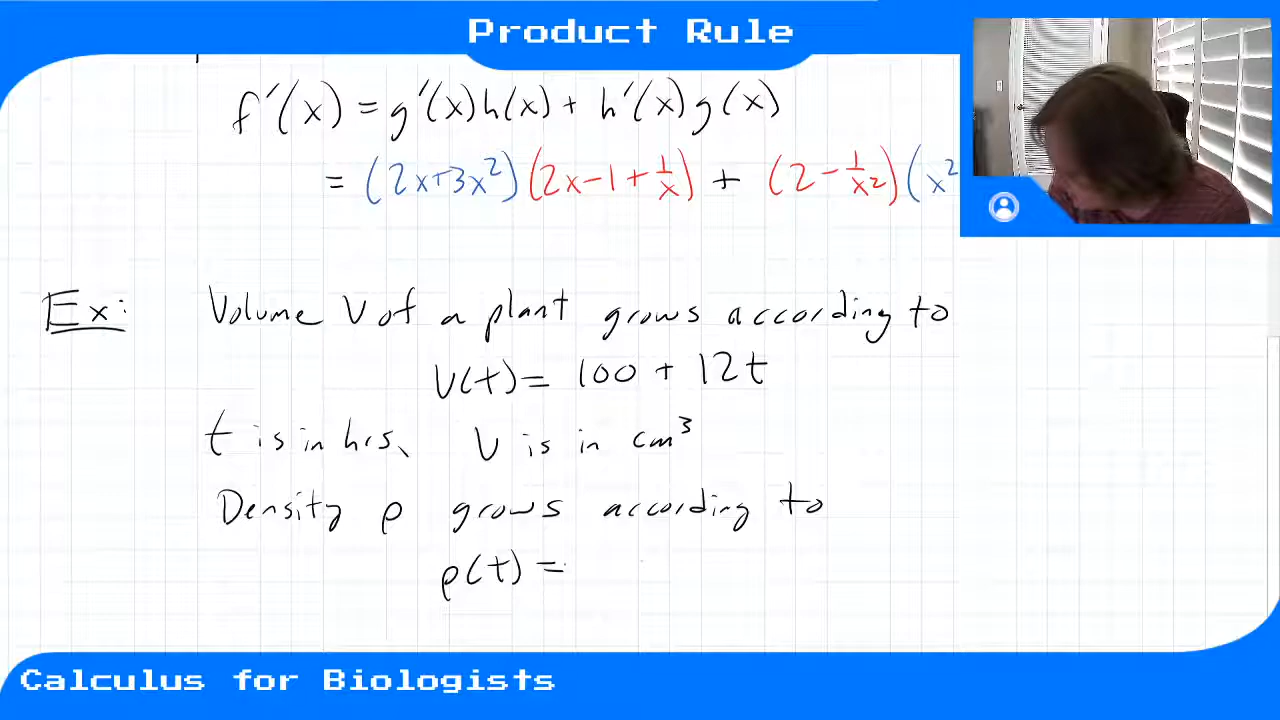 Product Rule
f′(x) = g′(x)h(x) + h′(x)g(x)
= (2x+3x²)(2x-1+1/x) + (2-1/x²)(x²
Ex: Volume V of a plant grows according to
V(t) = 100 + 12t
t is in hrs, V is in cm³
Density ρ grows according to
ρ(t) =
Calculus for Biologists